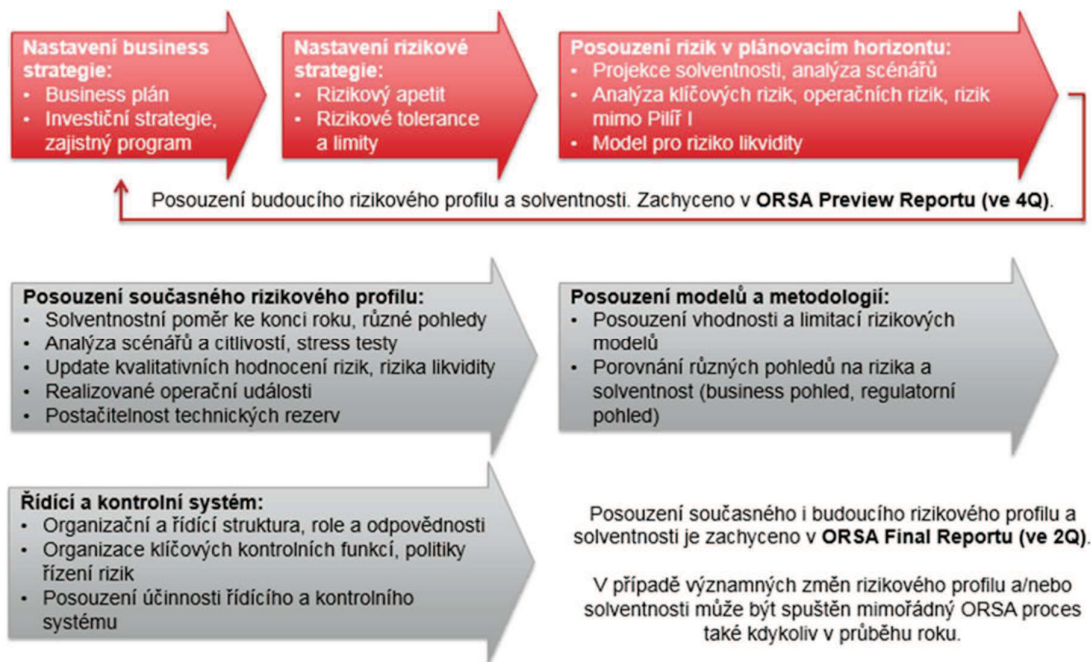 Nastavení business
strategie:
• Business plán
• Investiční strategie,
zajistný program
Nastavení rizikové
strategie:
• Rizikový apetit
• Rizikové tolerance
a limity
Posouzení rizik v plánovacím horizontu:
• Projekce solventnosti, analýza scénářů
• Analýza klíčových rizik, operačních rizik, rizik
mimo Pilíř I
• Model pro riziko likvidity
Posouzení budoucího rizikového profilu a solventnosti. Zachyceno v ORSA Preview Reportu (ve 4Q).
Posouzení současného rizikového profilu:
• Solventnostní poměr ke konci roku, různé pohledy
• Analýza scénářů a citlivostí, stress testy
• Update kvalitativních hodnocení rizik, rizika likvidity
• Realizované operační události
• Postačitelnost technických rezerv
Posouzení modelů a metodologií:
• Posouzení vhodnosti a limitací rizikových
modelů
• Porovnání různých pohledů na rizika a
solventnost (business pohled, regulatorní
pohled)
Řídící a kontrolní systém:
• Organizační a řídící struktura, role a odpovědnosti
• Organizace klíčových kontrolních funkcí, politiky
řízení rizik
• Posouzení účinnosti řídícího a kontrolního
systému
Posouzení současného i budoucího rizikového profilu a
solventnosti je zachyceno v ORSA Final Reportu (ve 2Q).
V případě významných změn rizikového profilu a/nebo
solventnosti může být spuštěn mimořádný ORSA proces
také kdykoliv v průběhu roku.